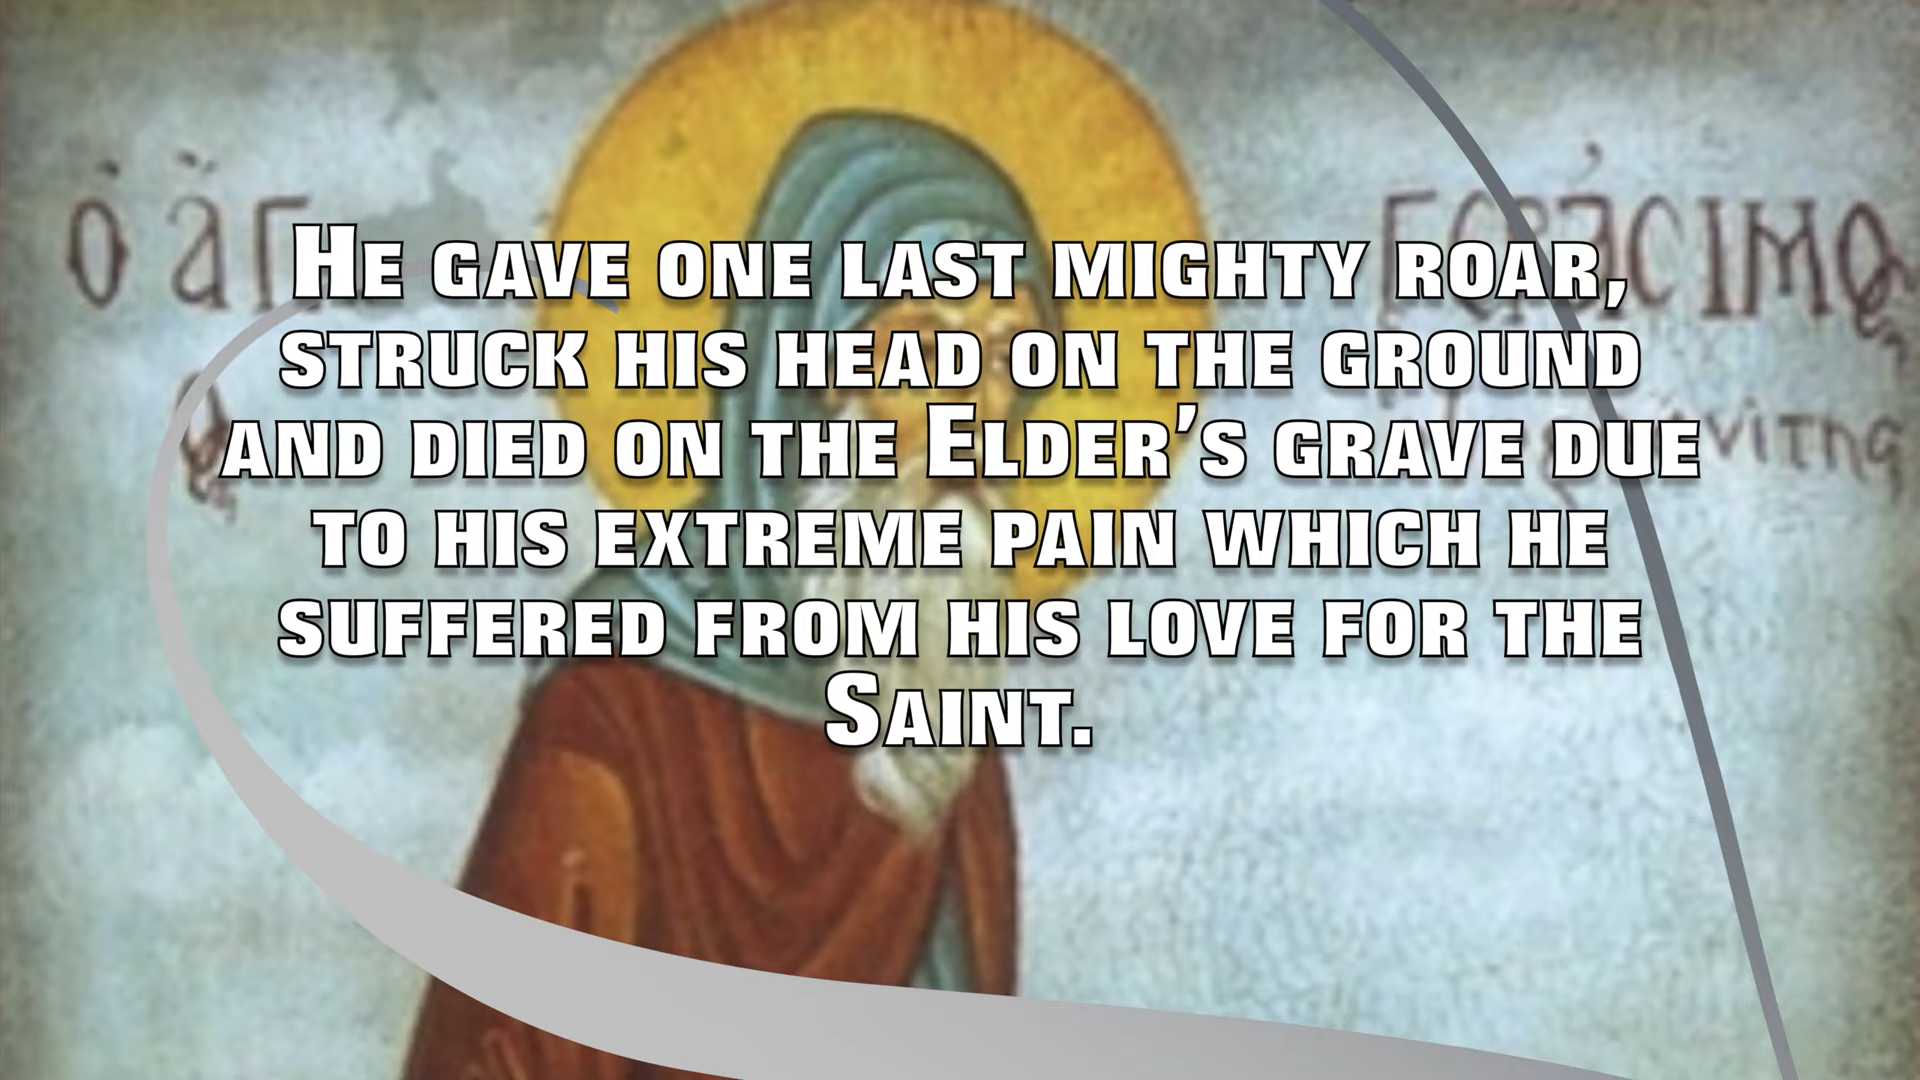 ὁ ἅγ
He gave one last mighty roar,
struck his head on the ground
and died on the Elder’s grave due
to his extreme pain which he
suffered from his love for the
Saint.